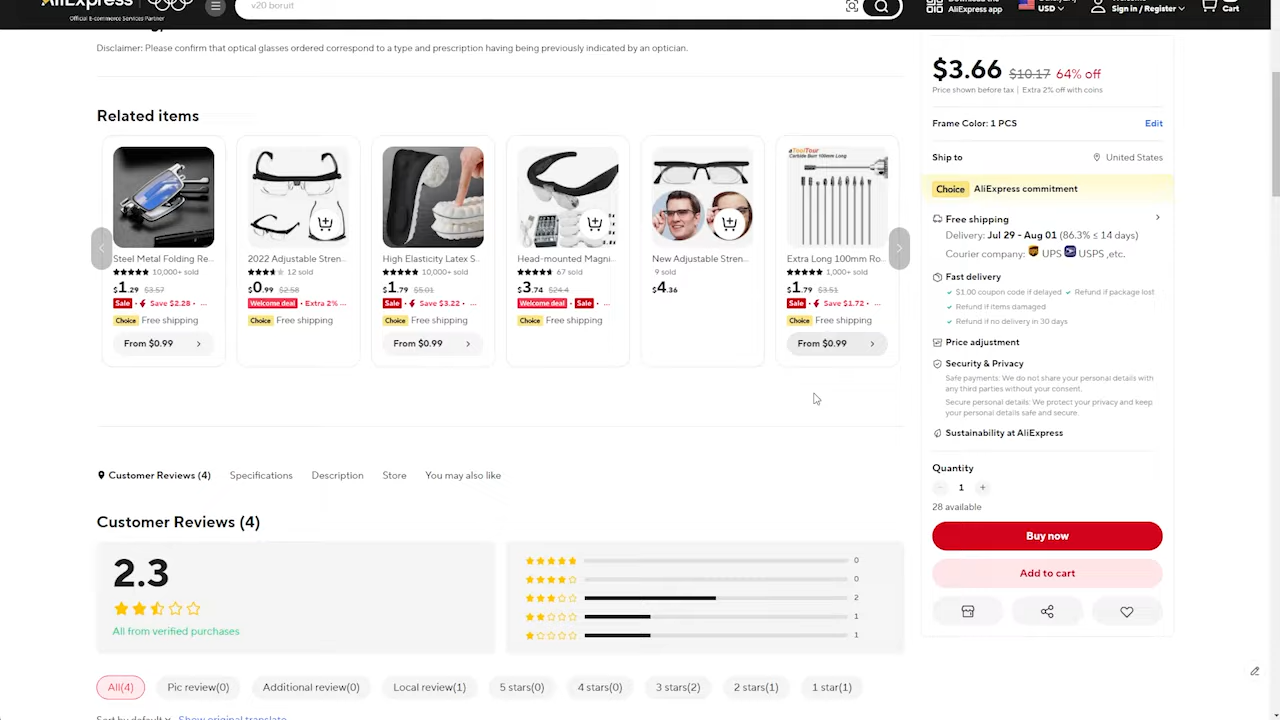 AliExpress
Official E-commerce Services Partner
v20 boruit
AliExpress app
USD
Sign in / Register
Cart
Disclaimer: Please confirm that optical glasses ordered correspond to a type and prescription having being previously indicated by an optician.
Related items
Steel Metal Folding Re...
10,000+ sold
$1.29 $3.57
Sale · Save $2.28 · ...
Choice Free shipping
From $0.99
2022 Adjustable Stren...
12 sold
$0.99 $2.58
Welcome deal · Extra 2% ...
Choice Free shipping
High Elasticity Latex S...
10,000+ sold
$1.79 $5.01
Sale · Save $3.22 · ...
Choice Free shipping
From $0.99
Head-mounted Magni...
67 sold
$3.74 $24.4
Welcome deal · Sale · ...
Choice Free shipping
New Adjustable Stren...
9 sold
$4.36
Carbide Burr 100mm Long
Extra Long 100mm Ro...
1,000+ sold
$1.79 $3.51
Sale · Save $1.72 · ...
Choice Free shipping
From $0.99
Customer Reviews (4) Specifications Description Store You may also like
Customer Reviews (4)
2.3
All from verified purchases
0
0
2
1
1
All(4) Pic review(0) Additional review(0) Local review(1) 5 stars(0) 4 stars(0) 3 stars(2) 2 stars(1) 1 star(1)
Sort by default Show original translate
$3.66 $10.17 64% off
Price shown before tax | Extra 2% off with coins
Frame Color: 1 PCS Edit
Ship to United States
Choice AliExpress commitment
Free shipping
Delivery: Jul 29 - Aug 01 (86.3% ≤ 14 days)
Courier company: UPS USPS ,etc.
Fast delivery
$1.00 coupon code if delayed Refund if package lost
Refund if items damaged
Refund if no delivery in 30 days
Price adjustment
Security & Privacy
Safe payments: We do not share your personal details with
any third parties without your consent.
Secure personal details: We protect your privacy and keep
your personal details safe and secure.
Sustainability at AliExpress
Quantity
- 1 +
28 available
Buy now
Add to cart